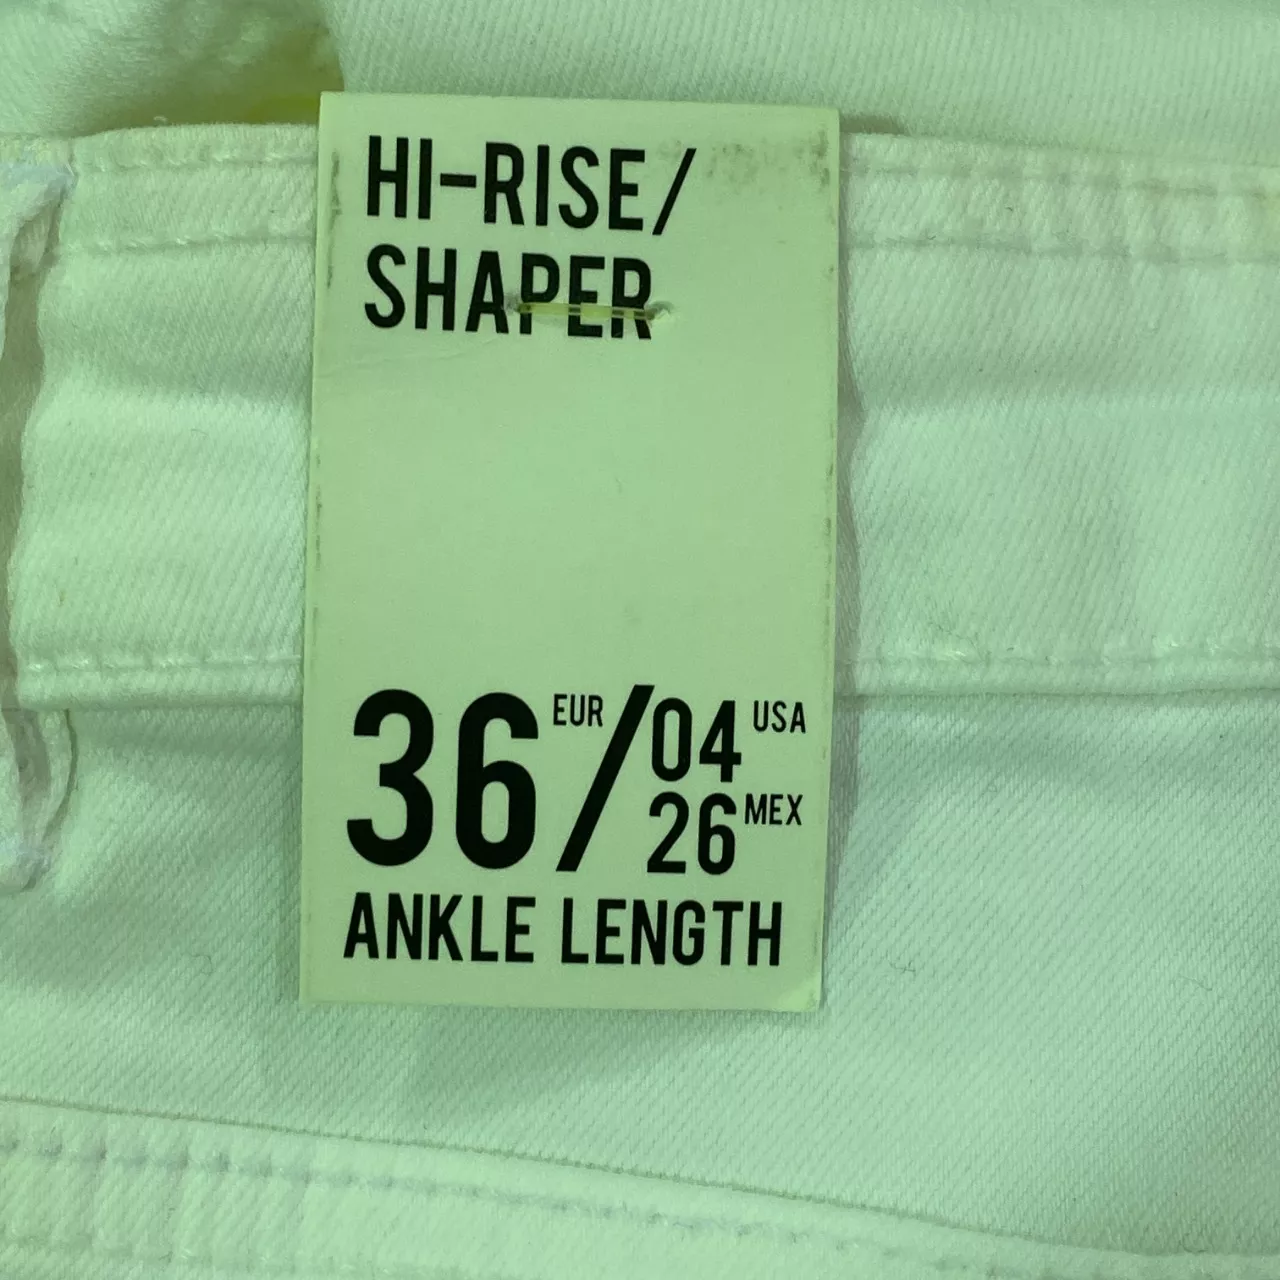 HI-RISE/
SHAPER
36 EUR/04 USA
26 MEX
ANKLE LENGTH